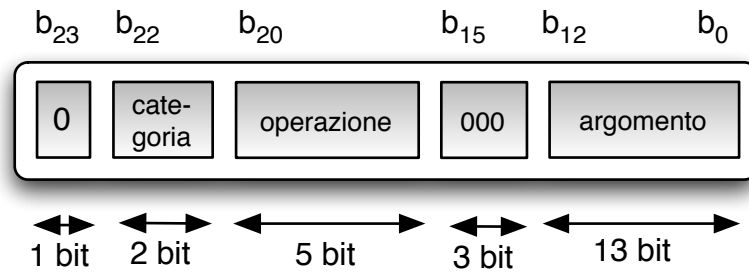 b23 b22 b20 b15 b12 b0
0 cate-
goria operazione 000 argomento
1 bit 2 bit 5 bit 3 bit 13 bit